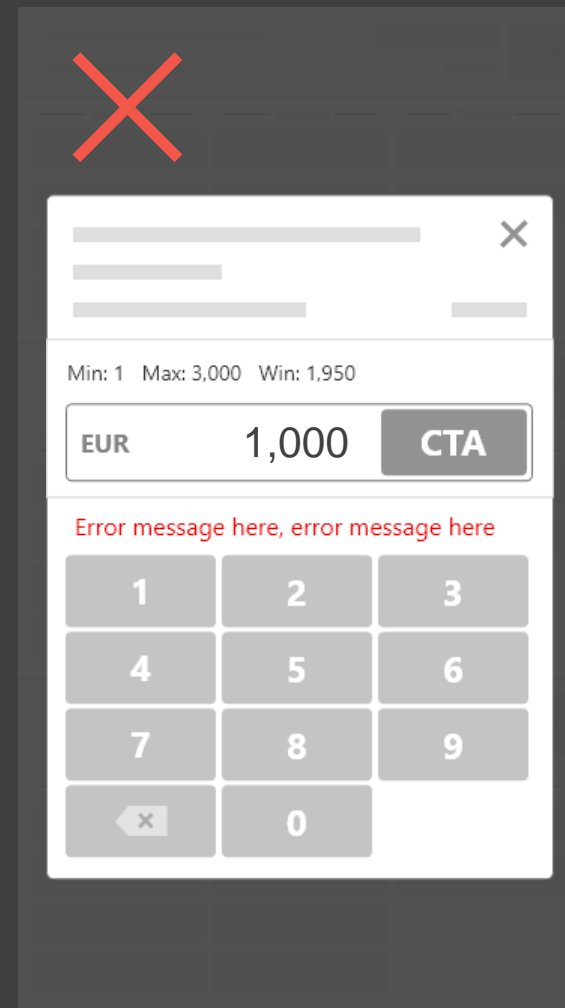 Min: 1 Max: 3,000 Win: 1,950
EUR 1,000 CTA
Error message here, error message here
1 2 3
4 5 6
7 8 9
0